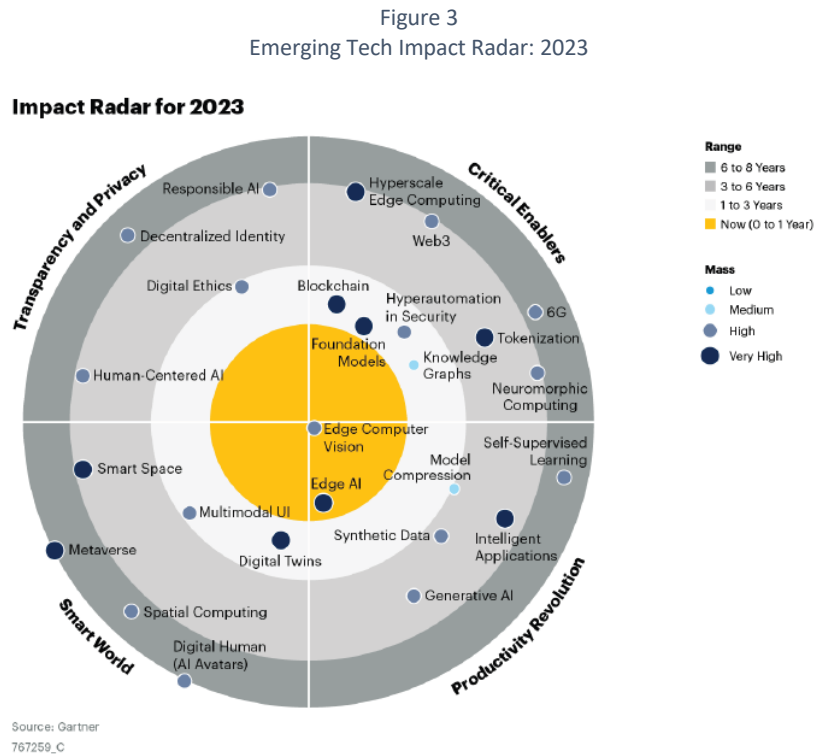 Figure 3
Emerging Tech Impact Radar: 2023
Impact Radar for 2023
Transparency and Privacy
Responsible AI
Decentralized Identity
Digital Ethics
Human-Centered AI
Critical Enablers
Hyperscale
Edge Computing
Web3
Blockchain
Hyperautomation
in Security
6G
Foundation
Models
Tokenization
Knowledge
Graphs
Neuromorphic
Computing
Smart World
Smart Space
Multimodal UI
Metaverse
Digital Twins
Spatial Computing
Digital Human
(AI Avatars)
Productivity Revolution
Edge Computer
Vision
Self-Supervised
Learning
Model
Compression
Edge AI
Synthetic Data
Intelligent
Applications
Generative AI
Range
6 to 8 Years
3 to 6 Years
1 to 3 Years
Now (0 to 1 Year)
Mass
Low
Medium
High
Very High
Source: Gartner
767259_C